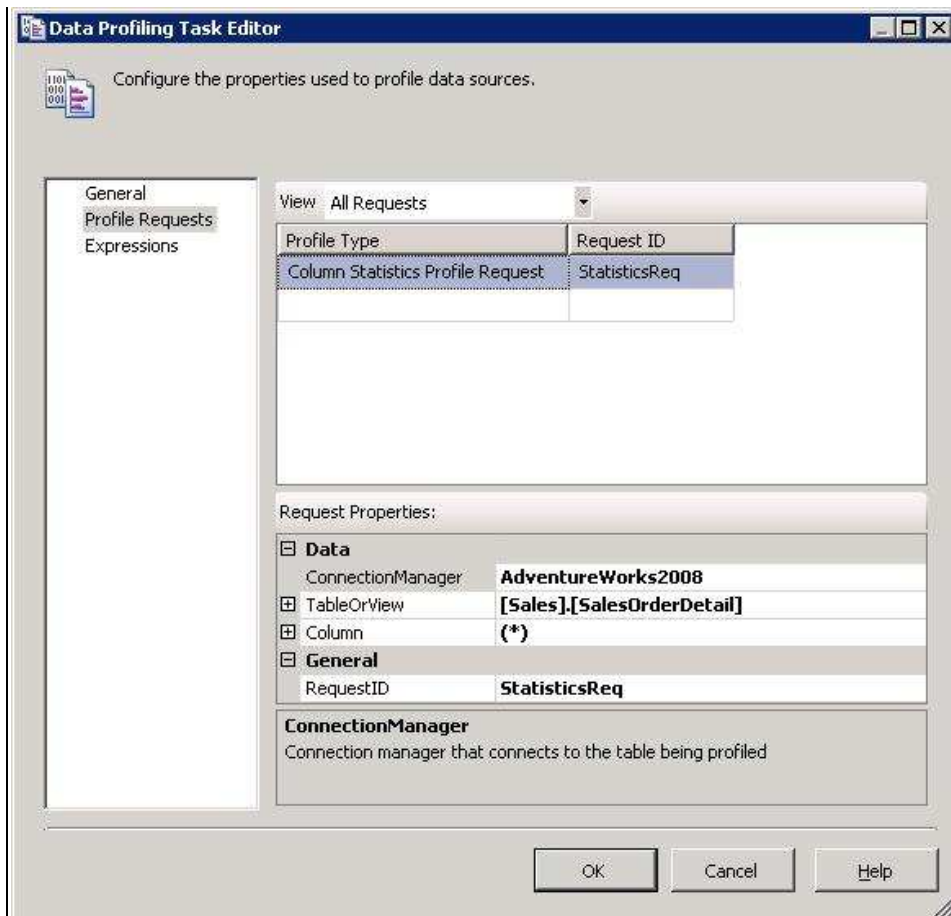 Data Profiling Task Editor
Configure the properties used to profile data sources.
General
Profile Requests
Expressions
View All Requests
Profile Type Request ID
Column Statistics Profile Request StatisticsReq
Request Properties:
Data
ConnectionManager AdventureWorks2008
TableOrView [Sales].[SalesOrderDetail]
Column (*)
General
RequestID StatisticsReq
ConnectionManager
Connection manager that connects to the table being profiled
OK Cancel Help